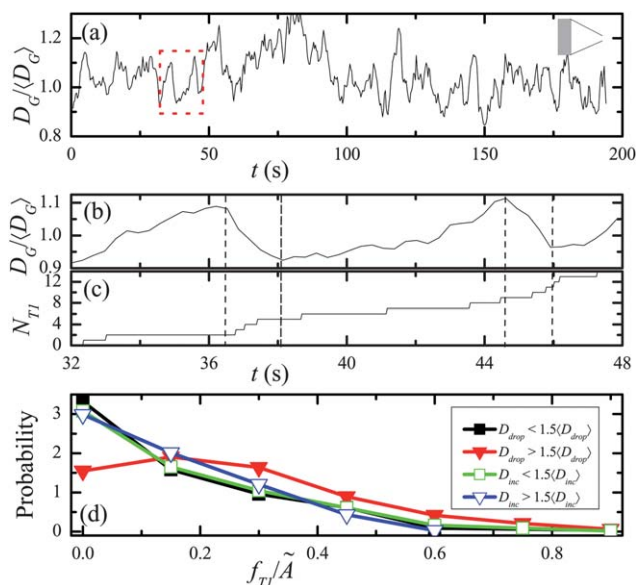 (a)
D_G/⟨D_G⟩
1.2
1.0
0.8
0 50 100 150 200
t (s)
(b)
D_G/⟨D_G⟩
1.1
1.0
0.9
(c)
N_T1
12
8
4
0
32 36 40 44 48
t (s)
Probability
3
2
1
0
(d)
D_drop < 1.5⟨D_drop⟩
D_drop > 1.5⟨D_drop⟩
D_inc < 1.5⟨D_inc⟩
D_inc > 1.5⟨D_inc⟩
0.0 0.2 0.4 0.6 0.8
f_T1/Ã